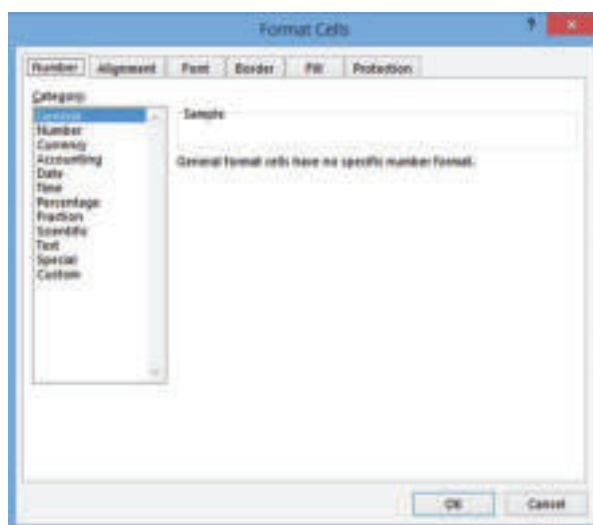 Format Cells
?
Number Alignment Font Border Fill Protection
Category:
General
Number
Currency
Accounting
Date
Time
Percentage
Fraction
Scientific
Text
Special
Custom
Sample
General format cells have no specific number format.
OK Cancel